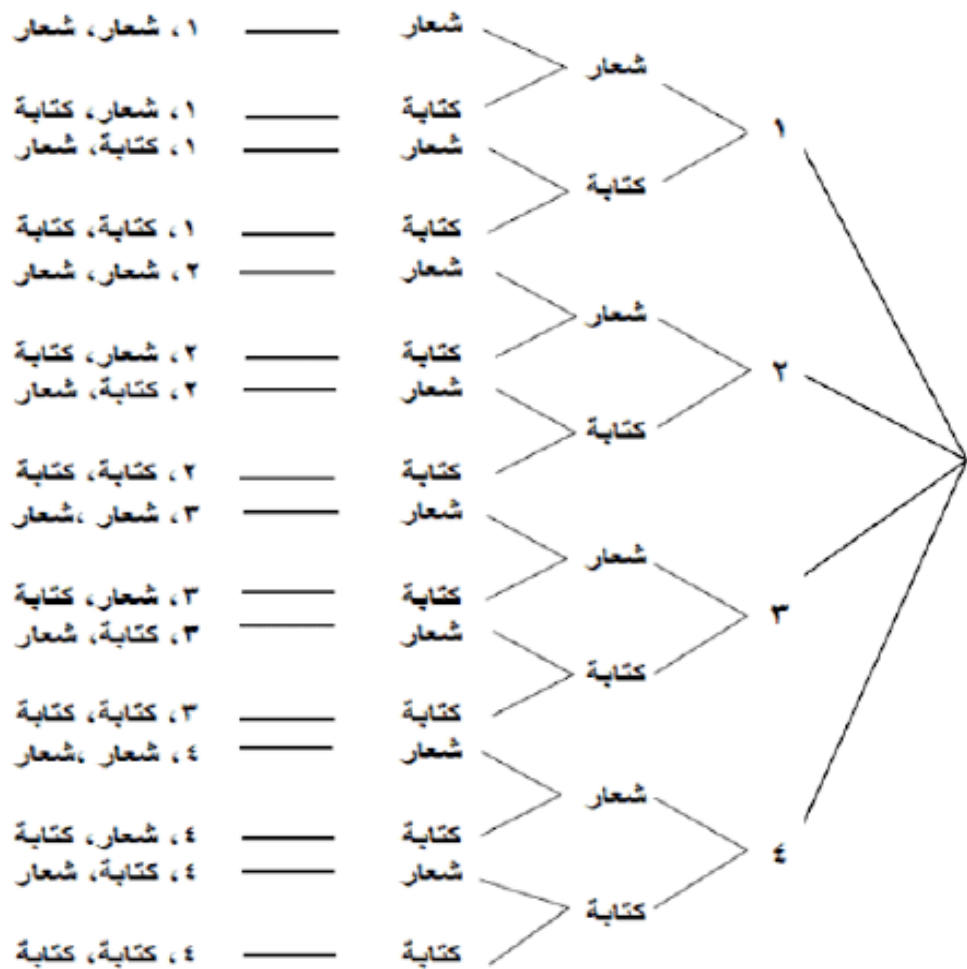 ١
٢
٣
٤
شعار
كتابة
شعار
كتابة
شعار
كتابة
شعار
كتابة
شعار
كتابة
شعار
كتابة
شعار
كتابة
شعار
كتابة
شعار
كتابة
شعار
كتابة
شعار
كتابة
شعار
كتابة
١، شعار، شعار
١، شعار، كتابة
١، كتابة، شعار
١، كتابة، كتابة
٢، شعار، شعار
٢، شعار، كتابة
٢، كتابة، شعار
٢، كتابة، كتابة
٣، شعار ،شعار
٣، شعار، كتابة
٣، كتابة، شعار
٣، كتابة، كتابة
٤، شعار ،شعار
٤، شعار، كتابة
٤، كتابة، شعار
٤، كتابة، كتابة